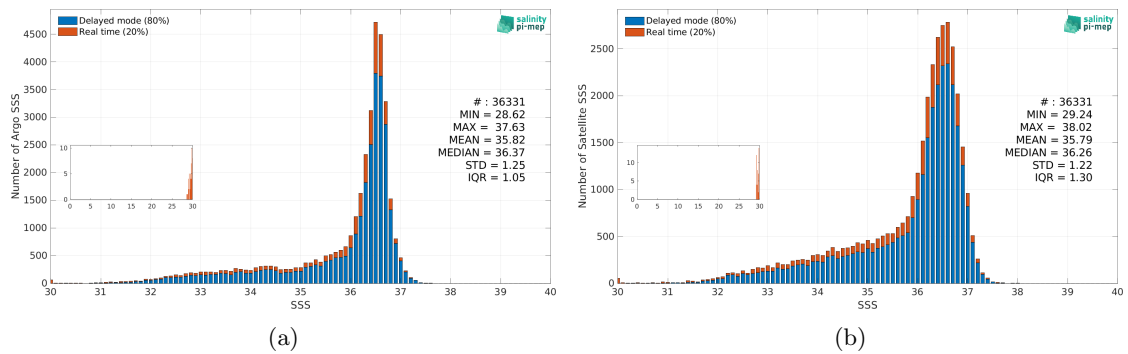 Delayed mode (80%)
Real time (20%)
salinity
pi-mep
4500
4000
3500
3000
2500
2000
1500
1000
500
0
Number of Argo SSS
# : 36331
MIN = 28.62
MAX = 37.63
MEAN = 35.82
MEDIAN = 36.37
STD = 1.25
IQR = 1.05
10
5
0
0 5 10 15 20 25 30
30 31 32 33 34 35 36 37 38 39 40
SSS
(a)
Delayed mode (80%)
Real time (20%)
salinity
pi-mep
2500
2000
1500
1000
500
0
Number of Satellite SSS
# : 36331
MIN = 29.24
MAX = 38.02
MEAN = 35.79
MEDIAN = 36.26
STD = 1.22
IQR = 1.30
10
5
0
0 5 10 15 20 25 30
30 31 32 33 34 35 36 37 38 39 40
SSS
(b)